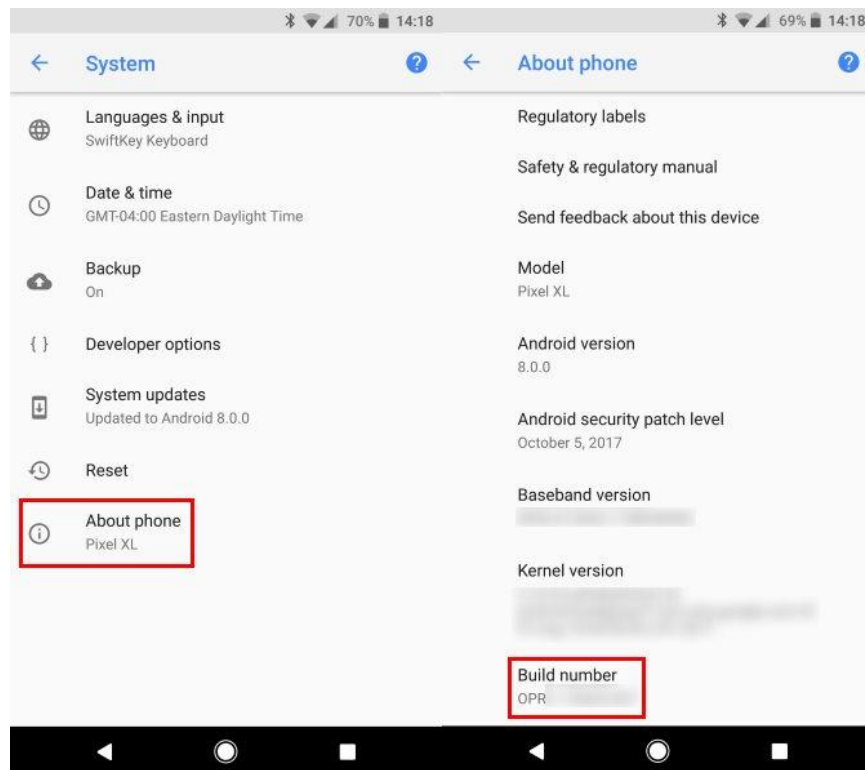 70% 14:18
System
Languages & input
SwiftKey Keyboard
Date & time
GMT-04:00 Eastern Daylight Time
Backup
On
{ } Developer options
System updates
Updated to Android 8.0.0
Reset
About phone
Pixel XL
69% 14:18
About phone
Regulatory labels
Safety & regulatory manual
Send feedback about this device
Model
Pixel XL
Android version
8.0.0
Android security patch level
October 5, 2017
Baseband version
Kernel version
Build number
OPR